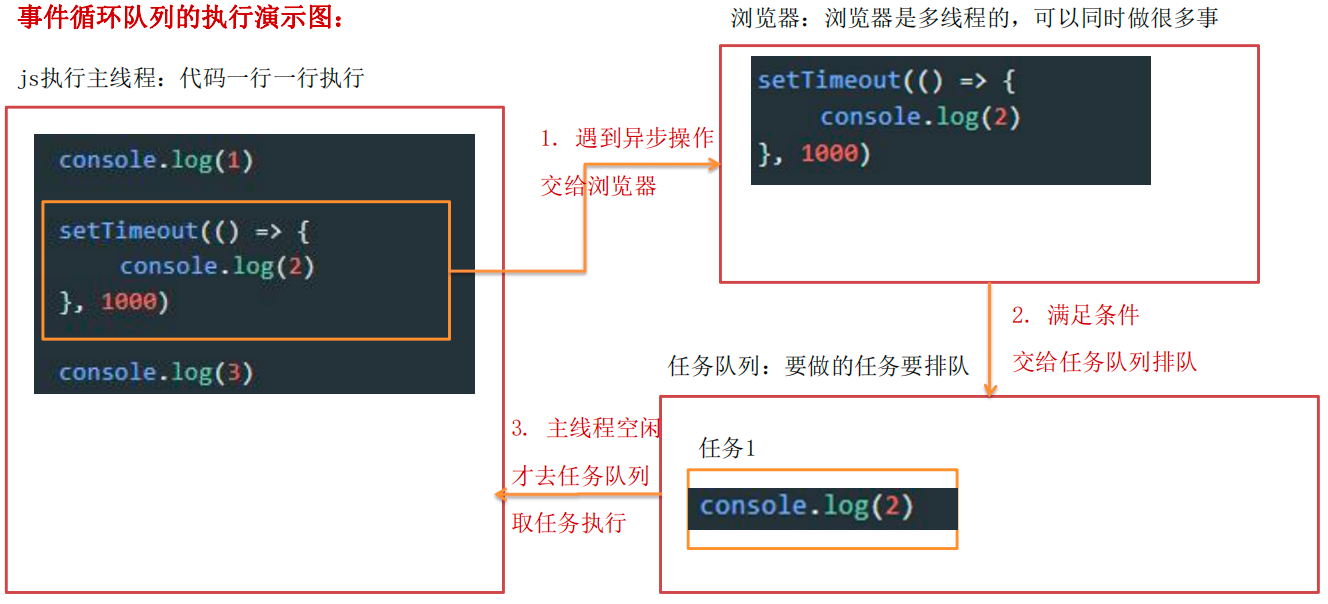 事件循环队列的执行演示图：
js执行主线程：代码一行一行执行
console.log(1)
setTimeout(() => {
console.log(2)
}, 1000)
console.log(3)
1. 遇到异步操作
交给浏览器
浏览器：浏览器是多线程的，可以同时做很多事
setTimeout(() => {
console.log(2)
}, 1000)
2. 满足条件
交给任务队列排队
任务队列：要做的任务要排队
任务1
console.log(2)
3. 主线程空闲
才去任务队列
取任务执行